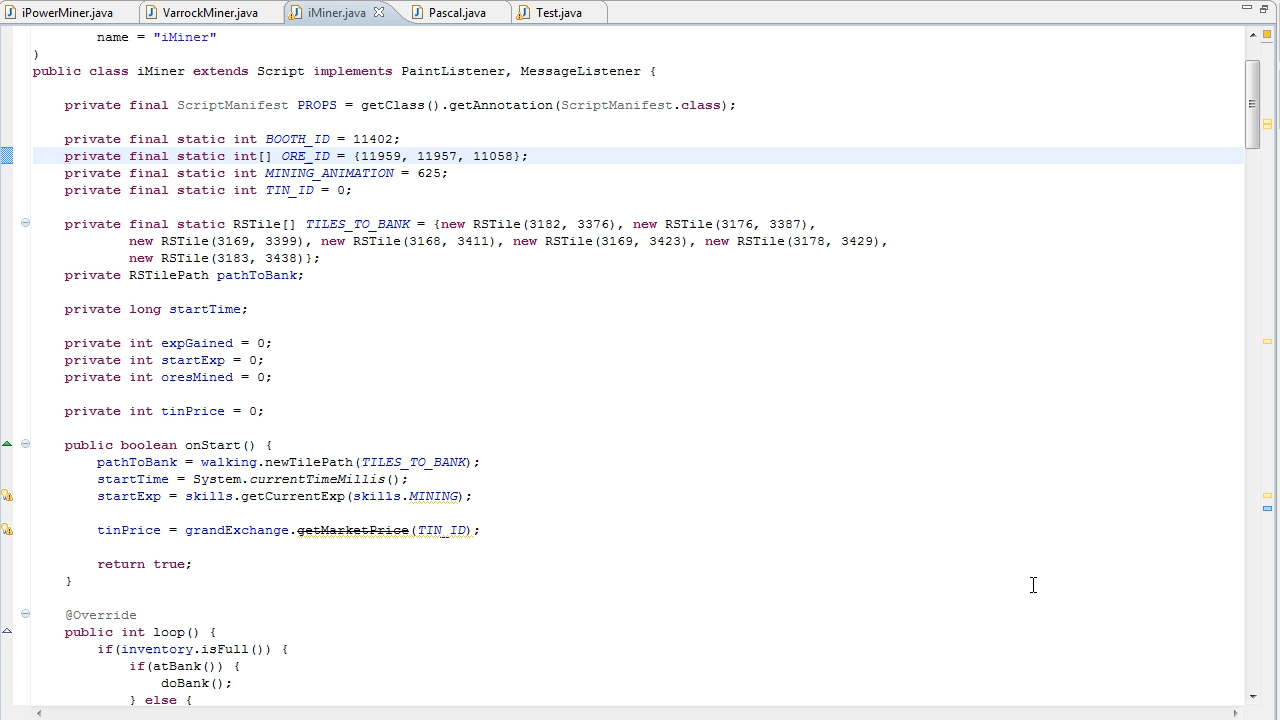 iPowerMiner.java VarrockMiner.java iMiner.java Pascal.java Test.java
name = "iMiner"
)
public class iMiner extends Script implements PaintListener, MessageListener {
private final ScriptManifest PROPS = getClass().getAnnotation(ScriptManifest.class);
private final static int BOOTH_ID = 11402;
private final static int[] ORE_ID = {11959, 11957, 11058};
private final static int MINING_ANIMATION = 625;
private final static int TIN_ID = 0;
private final static RSTile[] TILES_TO_BANK = {new RSTile(3182, 3376), new RSTile(3176, 3387),
new RSTile(3169, 3399), new RSTile(3168, 3411), new RSTile(3169, 3423), new RSTile(3178, 3429),
new RSTile(3183, 3438)};
private RSTilePath pathToBank;
private long startTime;
private int expGained = 0;
private int startExp = 0;
private int oresMined = 0;
private int tinPrice = 0;
public boolean onStart() {
pathToBank = walking.newTilePath(TILES_TO_BANK);
startTime = System.currentTimeMillis();
startExp = skills.getCurrentExp(skills.MINING);
tinPrice = grandExchange.getMarketPrice(TIN_ID);
return true;
}
@Override
public int loop() {
if(inventory.isFull()) {
if(atBank()) {
doBank();
} else {